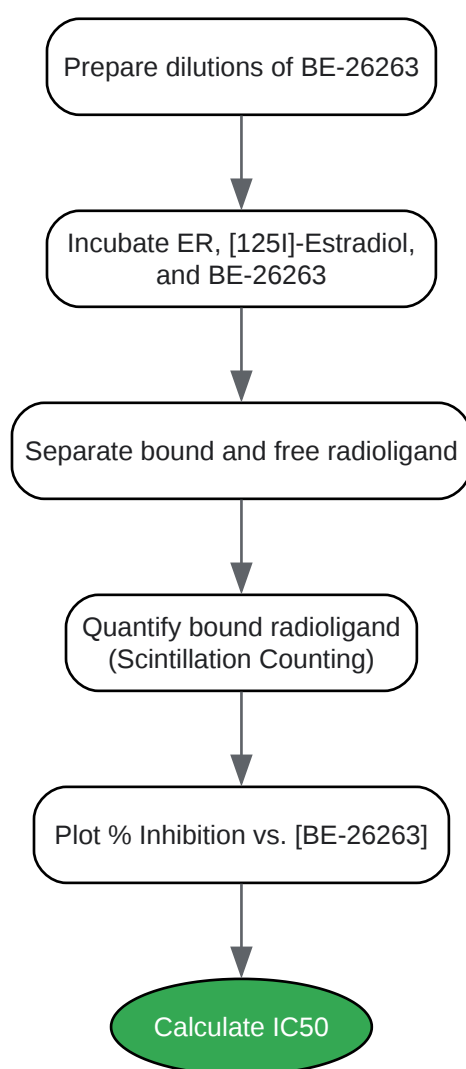 Prepare dilutions of BE-26263
Incubate ER, [125I]-Estradiol,
and BE-26263
Separate bound and free radioligand
Quantify bound radioligand
(Scintillation Counting)
Plot % Inhibition vs. [BE-26263]
Calculate IC50